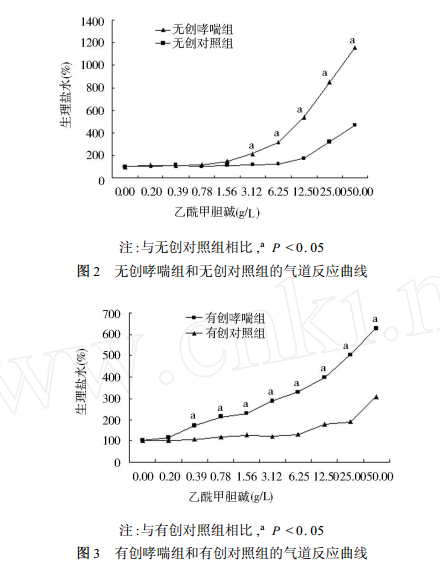 1400
1200
1000
800
600
400
200
0
生理盐水(%)
无创哮喘组
无创对照组
a a a a a
0.00 0.20 0.39 0.78 1.56 3.12 6.25 12.50 25.00 50.00
乙酰甲胆碱(g/L)
注:与无创对照组相比,ᵃ P<0.05
图 2 无创哮喘组和无创对照组的气道反应曲线
700
600
500
400
300
200
100
0
生理盐水(%)
有创哮喘组
有创对照组
a a a a a a a a
0.00 0.20 0.39 0.78 1.56 3.12 6.25 12.50 25.00 50.00
乙酰甲胆碱(g/L)
注:与有创对照组相比,ᵃ P<0.05
图 3 有创哮喘组和有创对照组的气道反应曲线